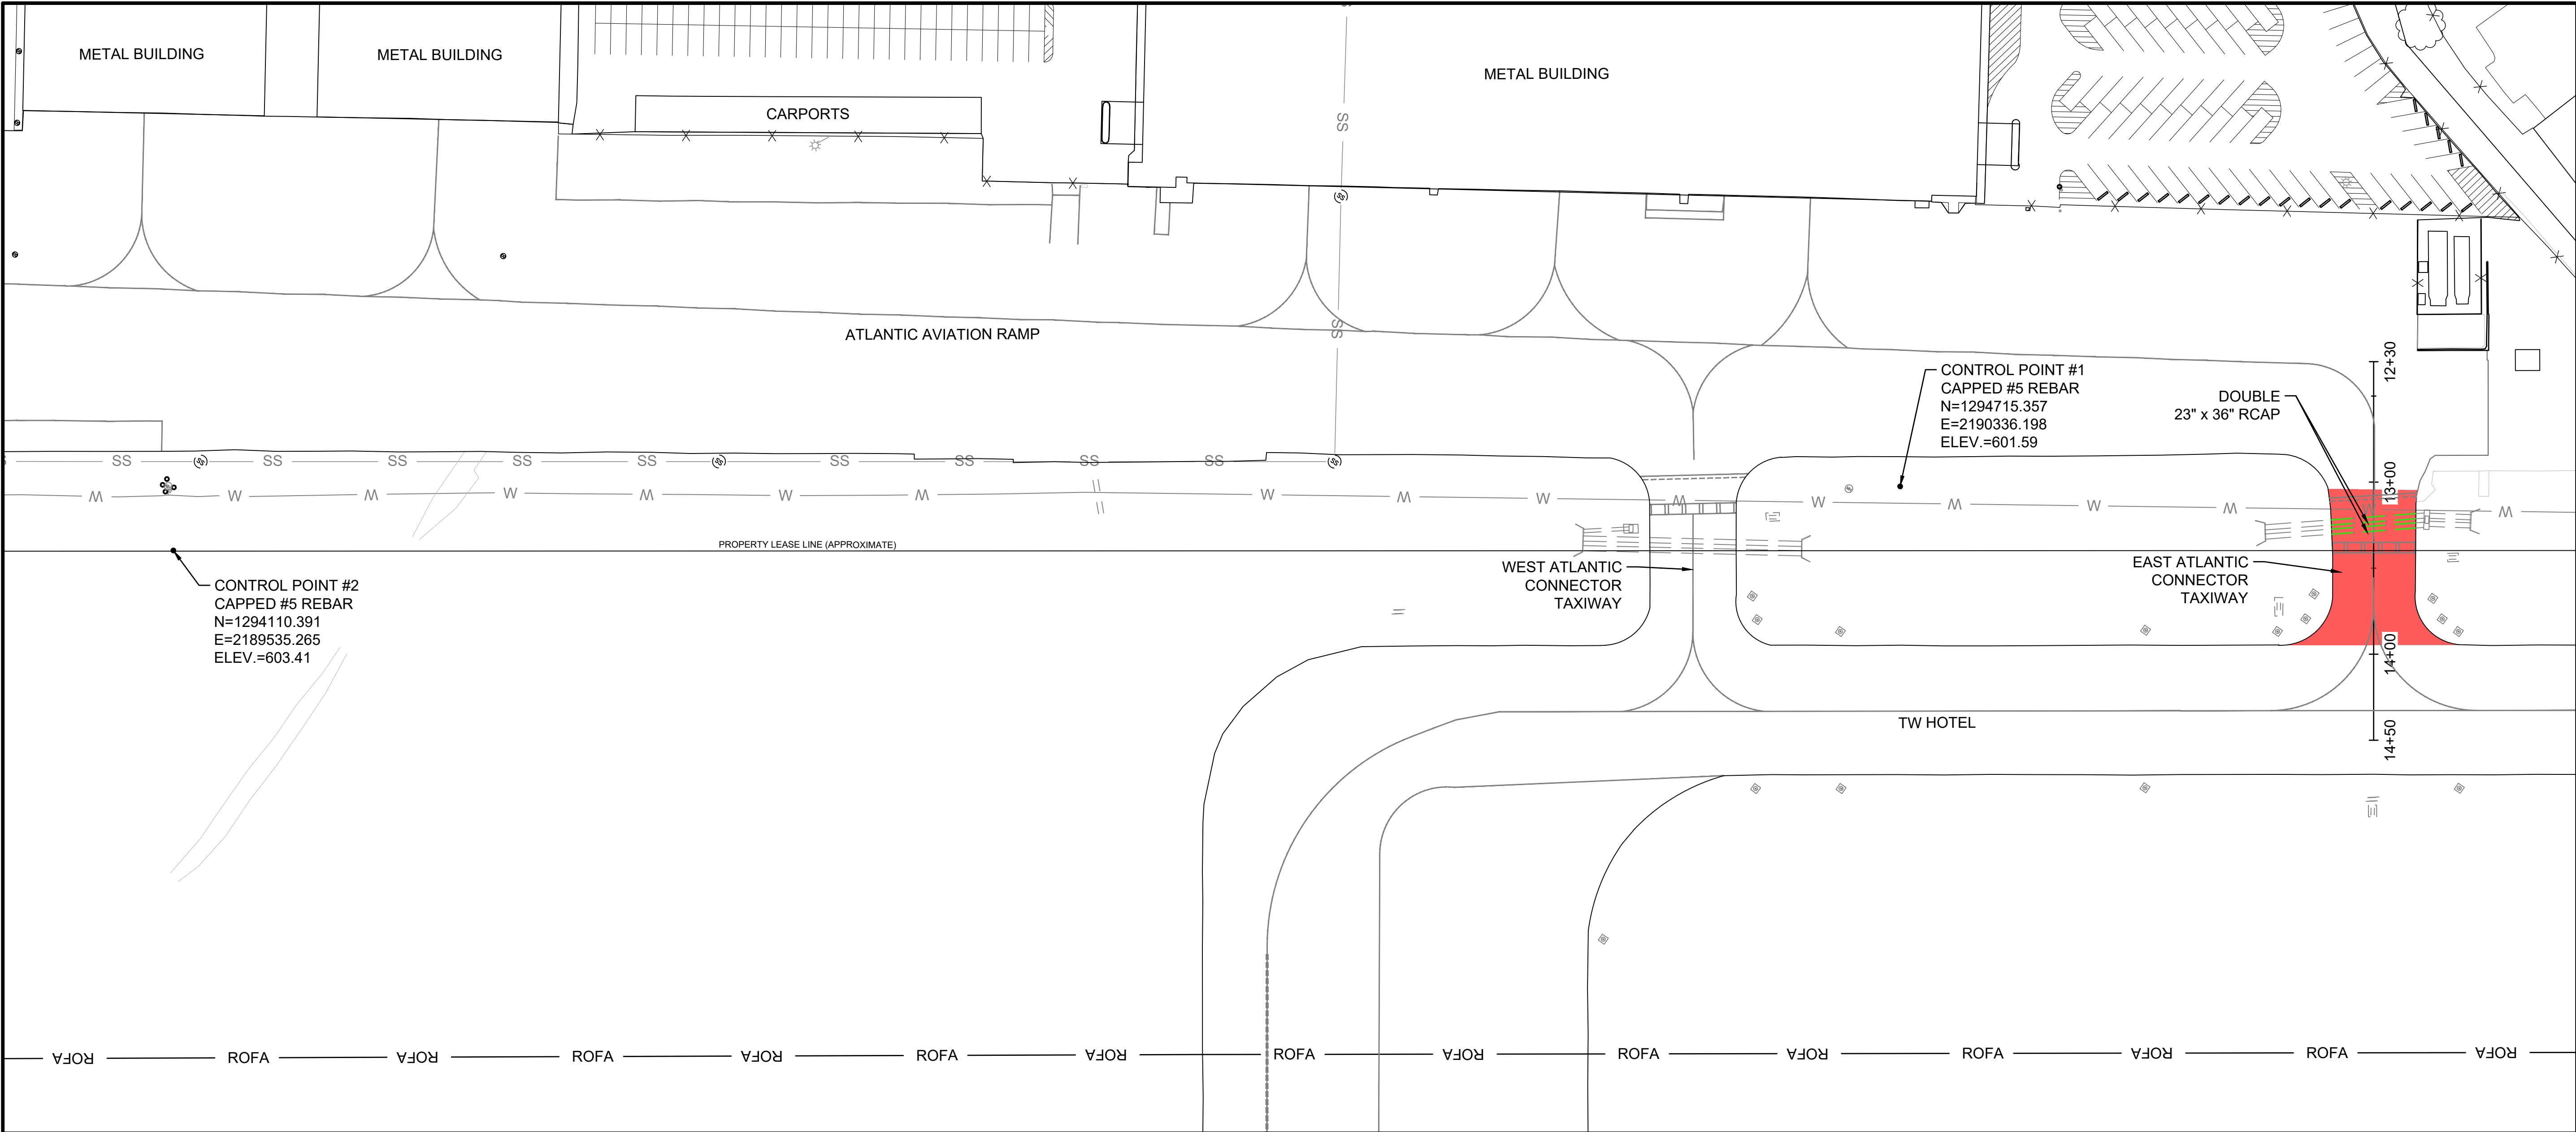 METAL BUILDING
METAL BUILDING
METAL BUILDING
CARPORTS
SS
SS
ATLANTIC AVIATION RAMP
CONTROL POINT #1
CAPPED #5 REBAR
N=1294715.357
E=2190336.198
ELEV.=601.59
DOUBLE
23" x 36" RCAP
12+30
13+00
14+00
14+50
SS SS SS SS SS SS SS SS SS
W W W W W W W W W W W W W W W W W W
PROPERTY LEASE LINE (APPROXIMATE)
CONTROL POINT #2
CAPPED #5 REBAR
N=1294110.391
E=2189535.265
ELEV.=603.41
WEST ATLANTIC
CONNECTOR
TAXIWAY
EAST ATLANTIC
CONNECTOR
TAXIWAY
TW HOTEL
ROFA ROFA ROFA ROFA ROFA ROFA ROFA ROFA ROFA ROFA ROFA ROFA ROFA ROFA ROFA